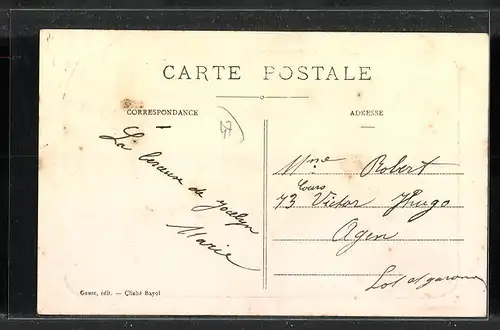 CARTE POSTALE
CORRESPONDANCE
ADRESSE
47
La berceuse de Jocelyn
Marie
Mme Robert
Cours
73 Victor Hugo
Agen
Lot et garonne
Gouze, édit. — Cliché Bayol